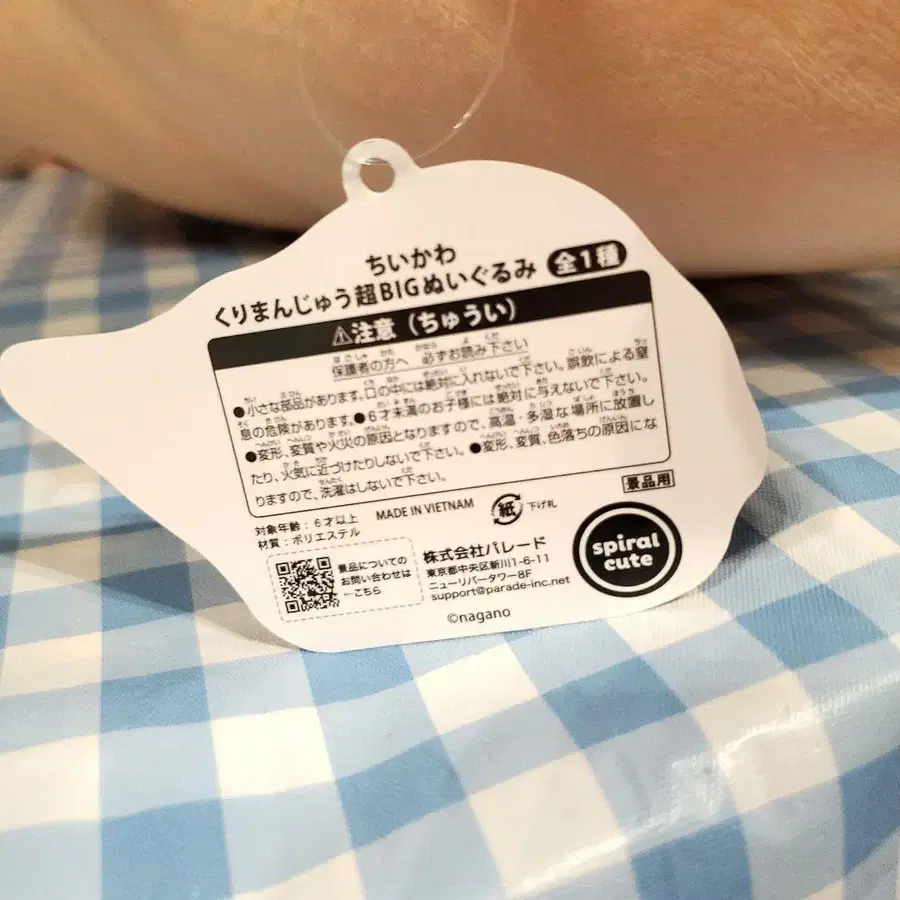 ちいかわ
くりまんじゅう超BIGぬいぐるみ 全1種
⚠注意（ちゅうい）
保護者の方へ 必ずお読み下さい
●小さな部品があります。口の中には絶対に入れないで下さい。誤飲による窒
息の危険があります。●6才未満のお子様には絶対に与えないで下さい。
●変形、変質や火災の原因となりますので、高温・多湿な場所に放置し
たり、火気に近づけたりしないで下さい。●変形、変質、色落ちの原因にな
りますので、洗濯はしないで下さい。
景品用
対象年齢：6才以上 MADE IN VIETNAM 紙 下げ札
材質：ポリエステル
景品についての
お問い合わせは
←こちら
株式会社パレード
東京都中央区新川1-6-11
ニューリバータワー8F
support@parade-inc.net
spiral
cute
©nagano